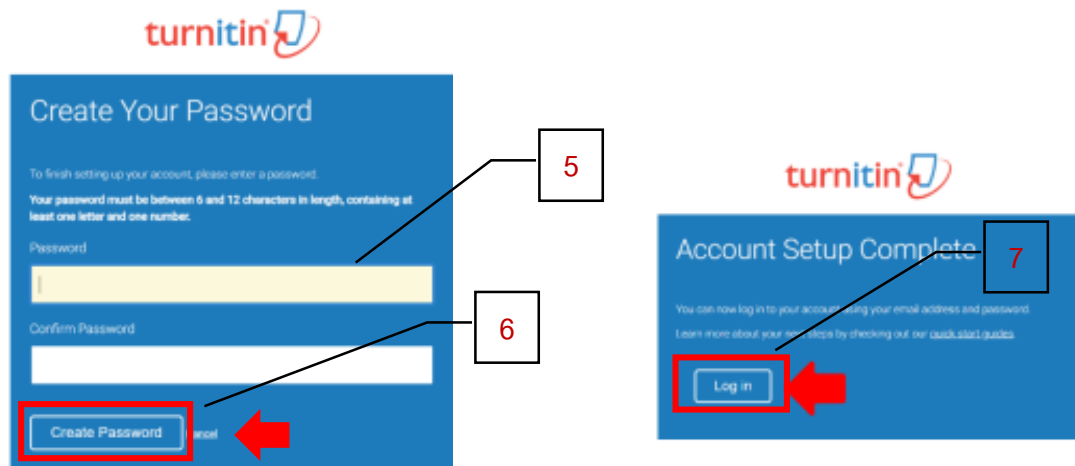 turnitin
Create Your Password
To finish setting up your account, please enter a password.
Your password must be between 6 and 12 characters in length, containing at
least one letter and one number.
Password
Confirm Password
Create Password
Cancel
5
6
turnitin
Account Setup Complete
7
You can now log in to your account using your email address and password.
Learn more about your next steps by checking out our quick start guides
Log in